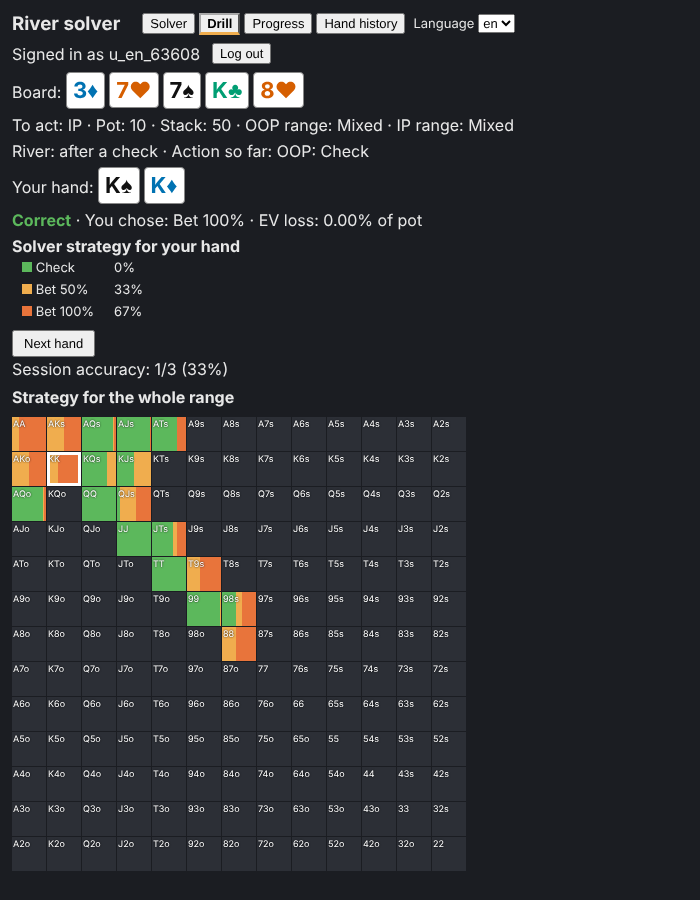 River solver Solver Drill Progress Hand history Language en
Signed in as u_en_63608 Log out
Board: 3♦ 7♥ 7♠ K♣ 8♥
To act: IP · Pot: 10 · Stack: 50 · OOP range: Mixed · IP range: Mixed
River: after a check · Action so far: OOP: Check
Your hand: K♠ K♦
Correct · You chose: Bet 100% · EV loss: 0.00% of pot
Solver strategy for your hand
Check 0%
Bet 50% 33%
Bet 100% 67%
Next hand
Session accuracy: 1/3 (33%)
Strategy for the whole range
AA AKs AQs AJs ATs A9s A8s A7s A6s A5s A4s A3s A2s
AKo KK KQs KJs KTs K9s K8s K7s K6s K5s K4s K3s K2s
AQo KQo QQ QJs QTs Q9s Q8s Q7s Q6s Q5s Q4s Q3s Q2s
AJo KJo QJo JJ JTs J9s J8s J7s J6s J5s J4s J3s J2s
ATo KTo QTo JTo TT T9s T8s T7s T6s T5s T4s T3s T2s
A9o K9o Q9o J9o T9o 99 98s 97s 96s 95s 94s 93s 92s
A8o K8o Q8o J8o T8o 98o 88 87s 86s 85s 84s 83s 82s
A7o K7o Q7o J7o T7o 97o 87o 77 76s 75s 74s 73s 72s
A6o K6o Q6o J6o T6o 96o 86o 76o 66 65s 64s 63s 62s
A5o K5o Q5o J5o T5o 95o 85o 75o 65o 55 54s 53s 52s
A4o K4o Q4o J4o T4o 94o 84o 74o 64o 54o 44 43s 42s
A3o K3o Q3o J3o T3o 93o 83o 73o 63o 53o 43o 33 32s
A2o K2o Q2o J2o T2o 92o 82o 72o 62o 52o 42o 32o 22